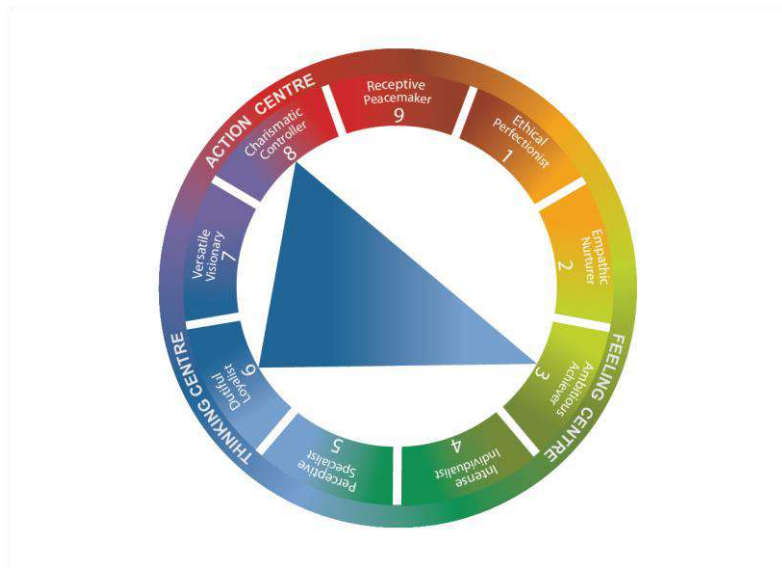 ACTION CENTRE
Receptive
Peacemaker
9
Ethical
Perfectionist
1
Empathic
Nurturer
2
FEELING CENTRE
Ambitious
Achiever
3
Intense
Individualist
4
Perceptive
Specialist
5
THINKING CENTRE
Dutiful
Loyalist
6
Versatile
Visionary
7
Charismatic
Controller
8